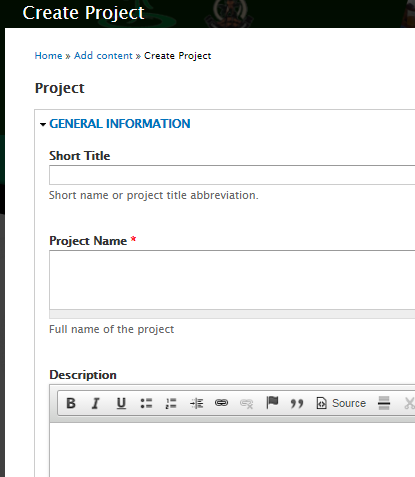 Create Project
Home » Add content » Create Project
Project
GENERAL INFORMATION
Short Title
Short name or project title abbreviation.
Project Name *
Full name of the project
Description
B I U Source